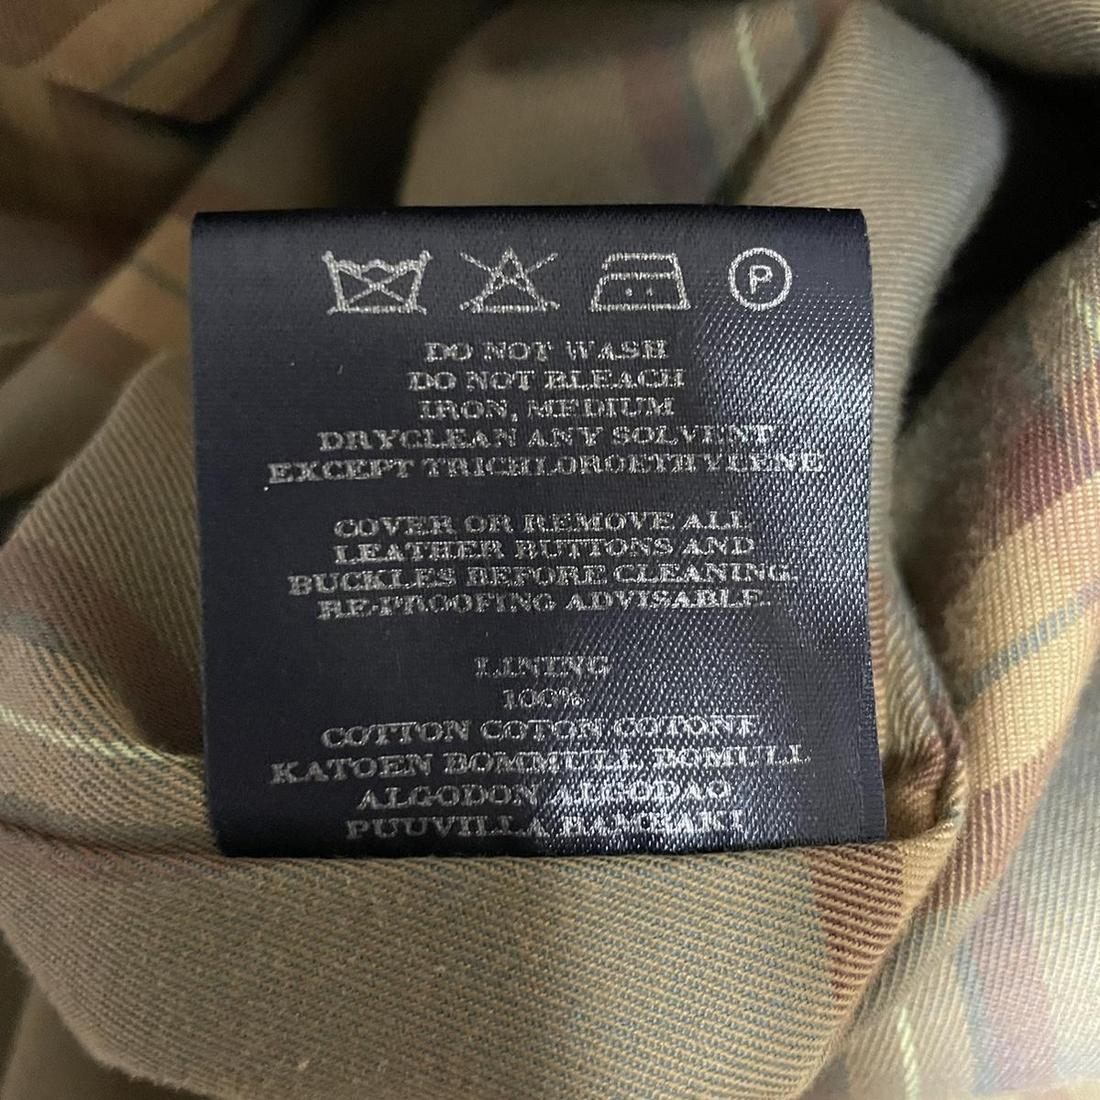 P
DO NOT WASH
DO NOT BLEACH
IRON, MEDIUM
DRYCLEAN ANY SOLVENT
EXCEPT TRICHLOROETHYLENE
COVER OR REMOVE ALL
LEATHER BUTTONS AND
BUCKLES BEFORE CLEANING.
RE-PROOFING ADVISABLE.
LINING
100%
COTTON COTON COTONE
KATOEN BOMMULL BOMULL
ALGODON ALGODAO
PUUVILLA BAMBAKI